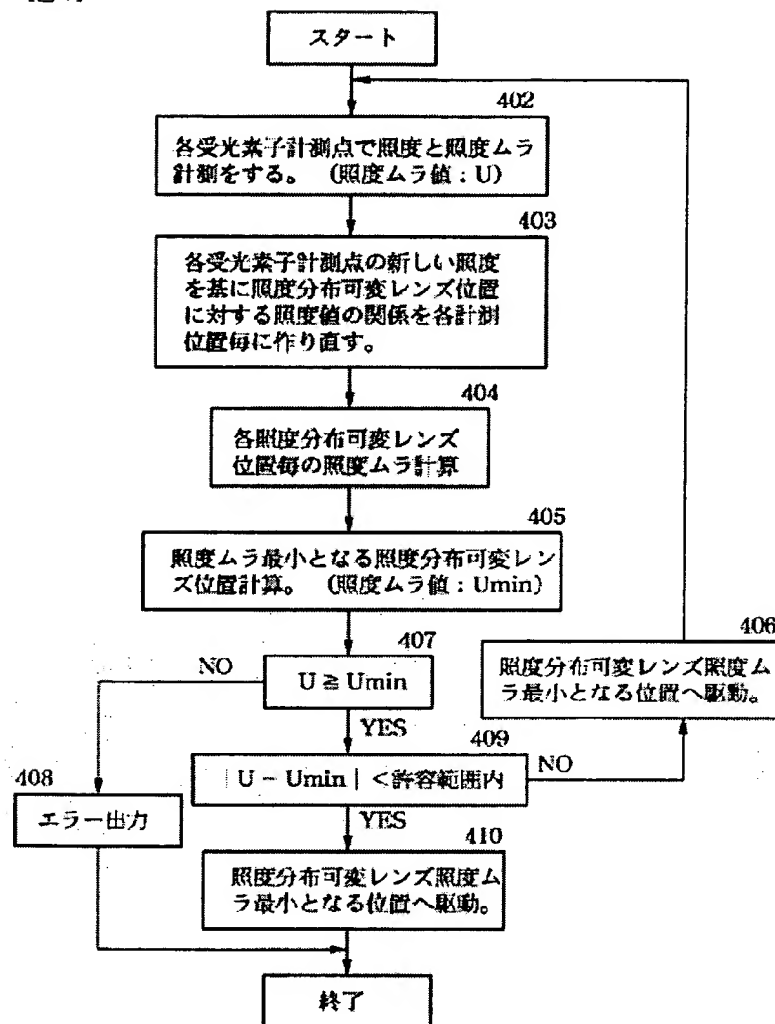 スタート
402
各受光素子計測点で照度と照度ムラ
計測をする。 (照度ムラ値:U)
403
各受光素子計測点の新しい照度
を基に照度分布可変レンズ位置
に対する照度値の関係を各計測
位置毎に作り直す。
404
各照度分布可変レンズ
位置毎の照度ムラ計算
405
照度ムラ最小となる照度分布可変レン
ズ位置計算。 (照度ムラ値:Umin)
407
NO
U ≧ Umin
YES
406
照度分布可変レンズ照度ム
ラ最小となる位置へ駆動。
409
|U - Umin| <許容範囲内
NO
YES
408
エラー出力
410
照度分布可変レンズ照度ム
ラ最小となる位置へ駆動。
終了